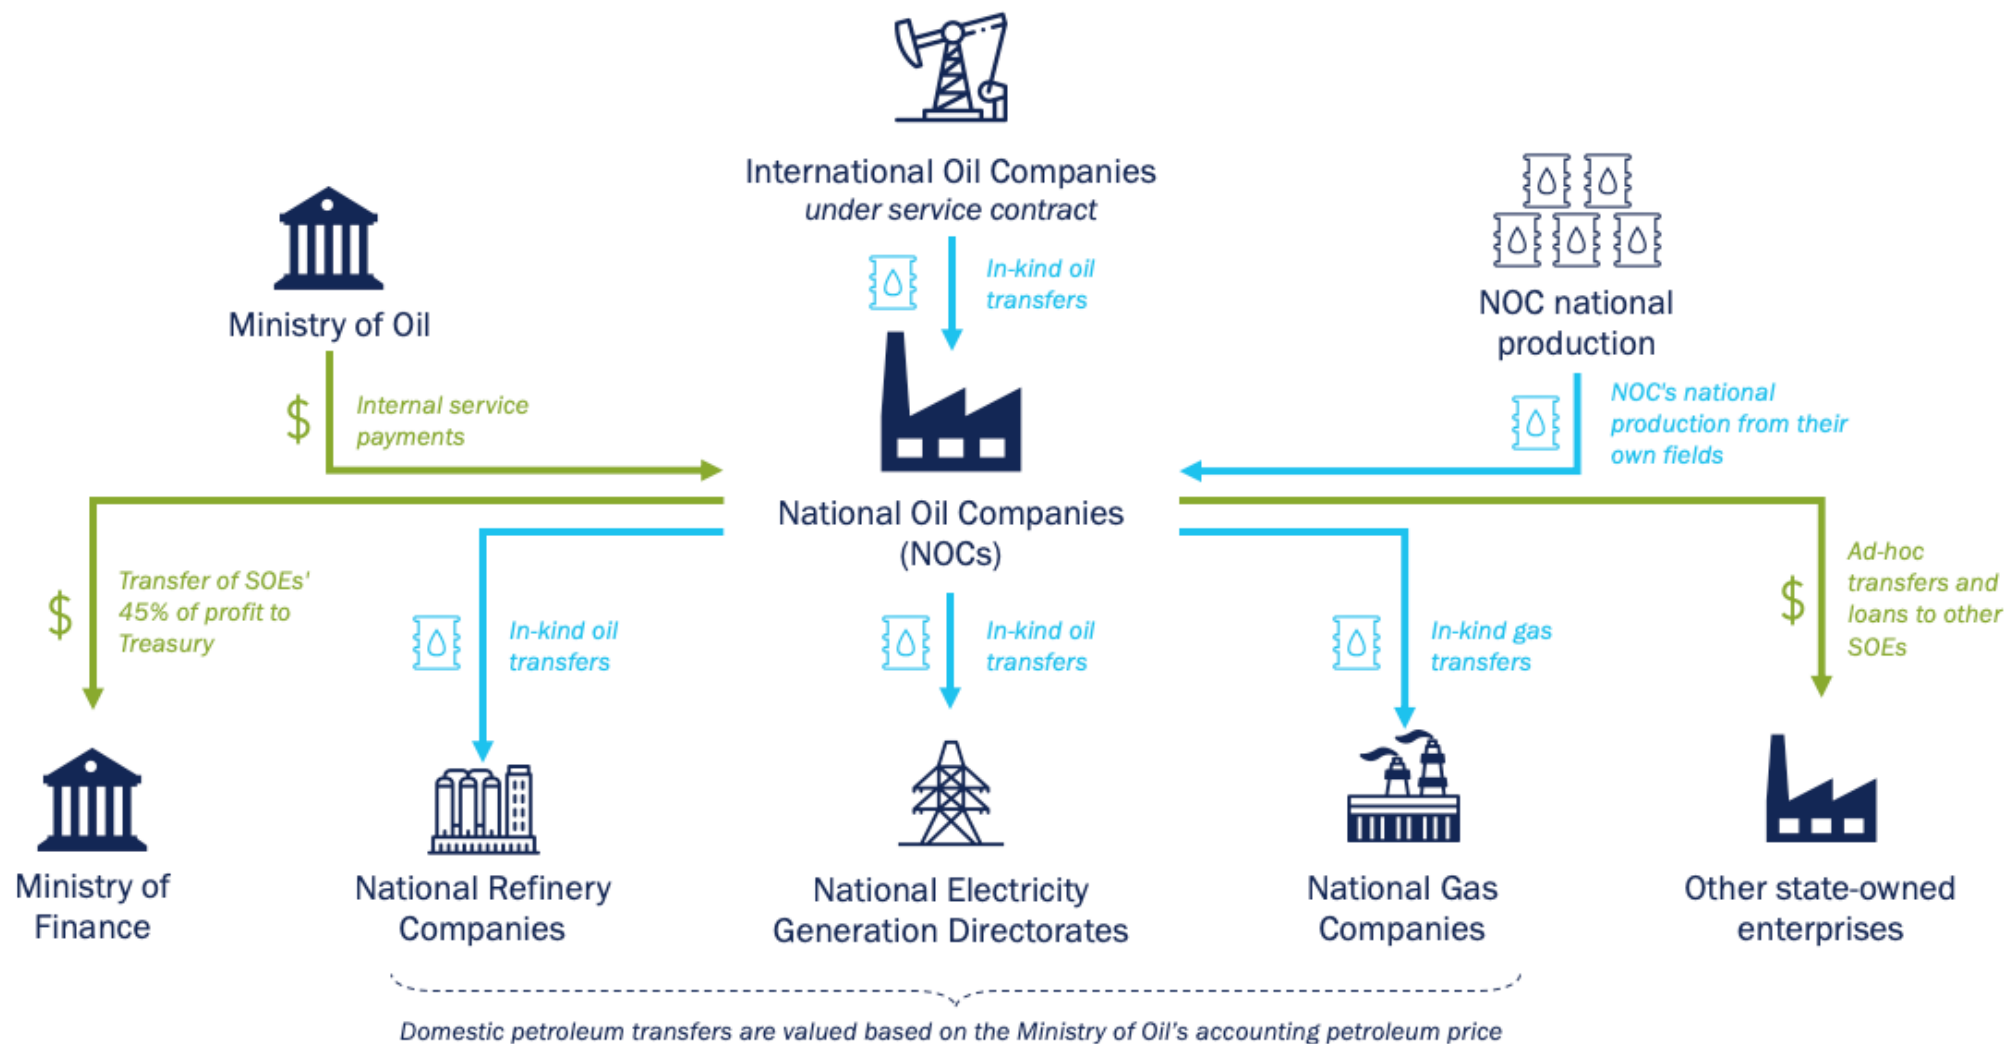 International Oil Companies
under service contract
In-kind oil
transfers
Ministry of Oil
$
Internal service
payments
NOC national
production
NOC's national
production from their
own fields
National Oil Companies
(NOCs)
$
Transfer of SOEs'
45% of profit to
Treasury
In-kind oil
transfers
In-kind oil
transfers
In-kind gas
transfers
$
Ad-hoc
transfers and
loans to other
SOEs
Ministry of
Finance
National Refinery
Companies
National Electricity
Generation Directorates
National Gas
Companies
Other state-owned
enterprises
Domestic petroleum transfers are valued based on the Ministry of Oil's accounting petroleum price